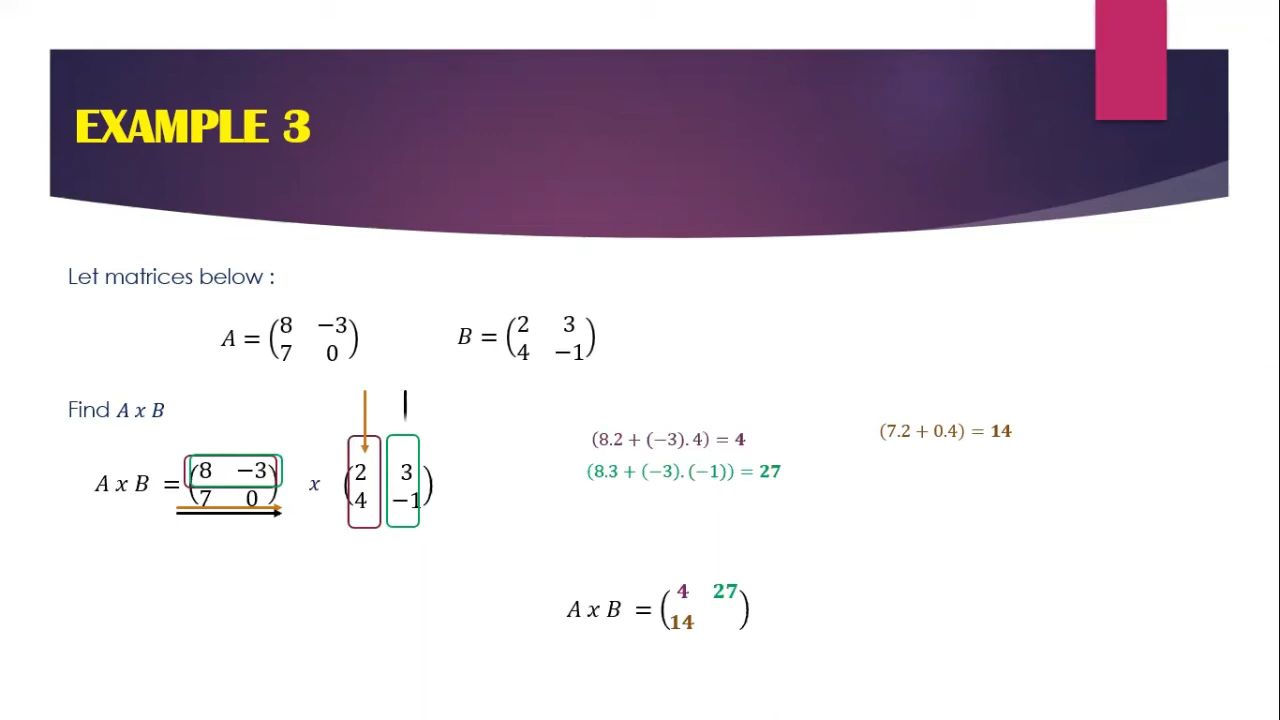 EXAMPLE 3
Let matrices below :
A = (8 −3
7 0)
B = (2 3
4 −1)
Find A x B
A x B = (8 −3
7 0) x (2 3
4 −1)
(8.2 + (−3). 4) = 4
(8.3 + (−3). (−1)) = 27
(7.2 + 0.4) = 14
A x B = (4 27
14 )